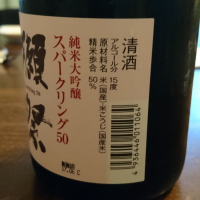 清酒
アルコール分 15度
原材料名 米(国産)・米こうじ(国産米)
精米歩合 50%
純米大吟醸
スパークリング50
獺祭
4936446011064